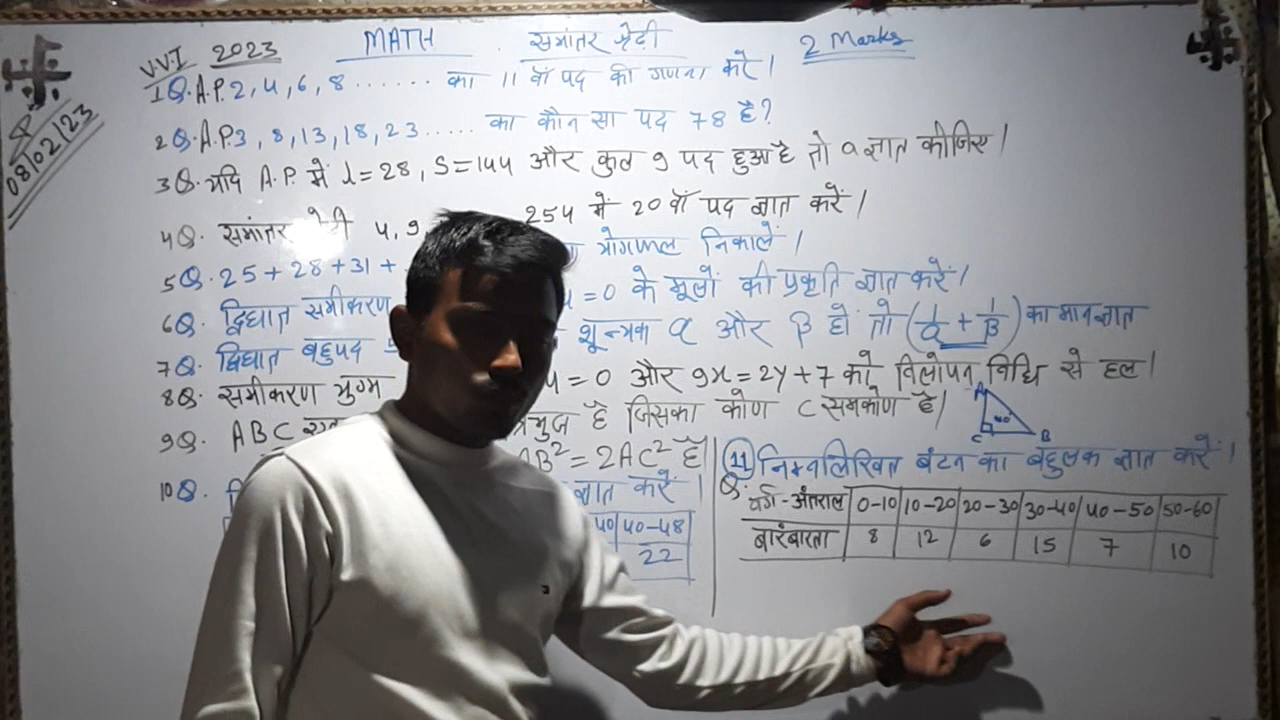 08/02/23
V.V.I 2023 MATH समांतर श्रेढ़ी 2 Marks
1Q. A.P. 2, 4, 6, 8 ....... का 11 वाँ पद की गणना करें।
2Q. A.P. 3, 8, 13, 18, 23 ..... का कौन सा पद 78 है?
3Q. यदि A.P. में l = 28, S = 144 और कुल 9 पद हुआ है तो a ज्ञात कीजिए।
4Q. समांतर श्रेढ़ी 4, 9 254 में 20 वाँ पद ज्ञात करें।
5Q. 25 + 28 + 31 + योगफल निकालें।
6Q. द्विघात समीकरण = 0 के मूलों की प्रकृति ज्ञात करें।
7Q. द्विघात बहुपद शून्यक α और β हो तो (1/α + 1/β) का मान ज्ञात
8Q. समीकरण युग्म 4 = 0 और 9x = 2y + 7 को विलोपन विधि से हल।
9Q. ABC जिसका कोण C समकोण है।
AB² = 2AC² है
A C B 90°
10Q. ज्ञात करें।
40 40-48
22
11 Q. निम्नलिखित बंटन का बहुलक ज्ञात करें।
वर्ग-अंतराल 0-10 10-20 20-30 30-40 40-50 50-60
बारंबारता 8 12 6 15 7 10